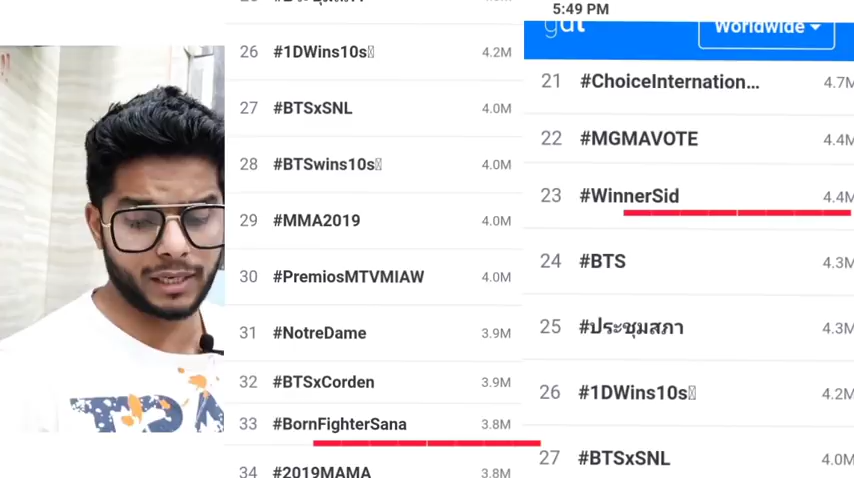 !!
26 #1DWins10s 4.2M
27 #BTSxSNL 4.0M
28 #BTSwins10s 4.0M
29 #MMA2019 4.0M
30 #PremiosMTVMIAW 4.0M
31 #NotreDame 3.9M
32 #BTSxCorden 3.9M
33 #BornFighterSana 3.8M
34 #2019MAMA 3.8M
5:49 PM
Worldwide
21 #ChoiceInternation... 4.7M
22 #MGMAVOTE 4.4M
23 #WinnerSid 4.4M
24 #BTS 4.3M
25 #ประชุมสภา 4.3M
26 #1DWins10s 4.2M
27 #BTSxSNL 4.0M